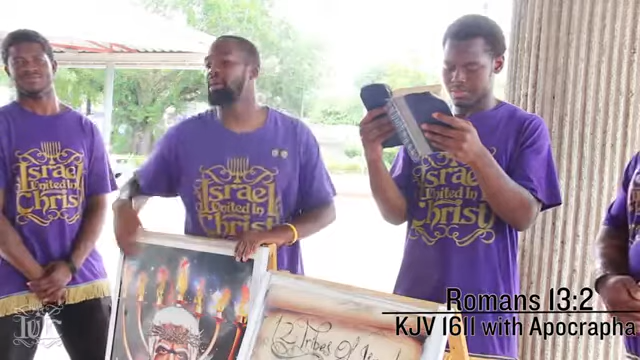 Israel
United In
Christ
Israel
United In
Christ
Israel
United In
Christ
12 Tribes Of
Romans 13:2
KJV 1611 with Apocrapha
IUIC